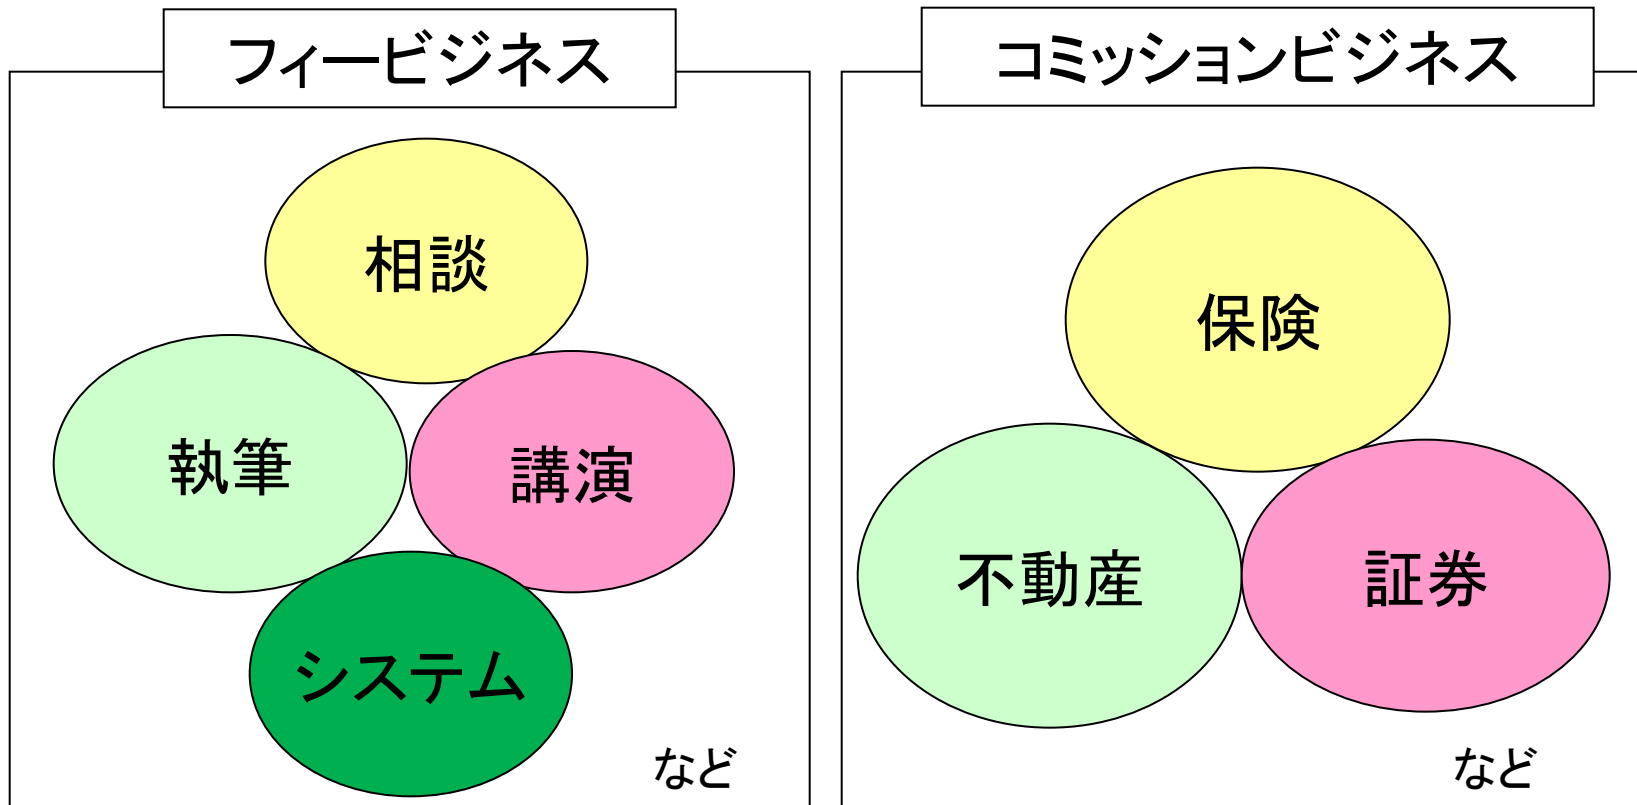 フィービジネス
相談
執筆
講演
システム
など
コミッションビジネス
保険
不動産
証券
など